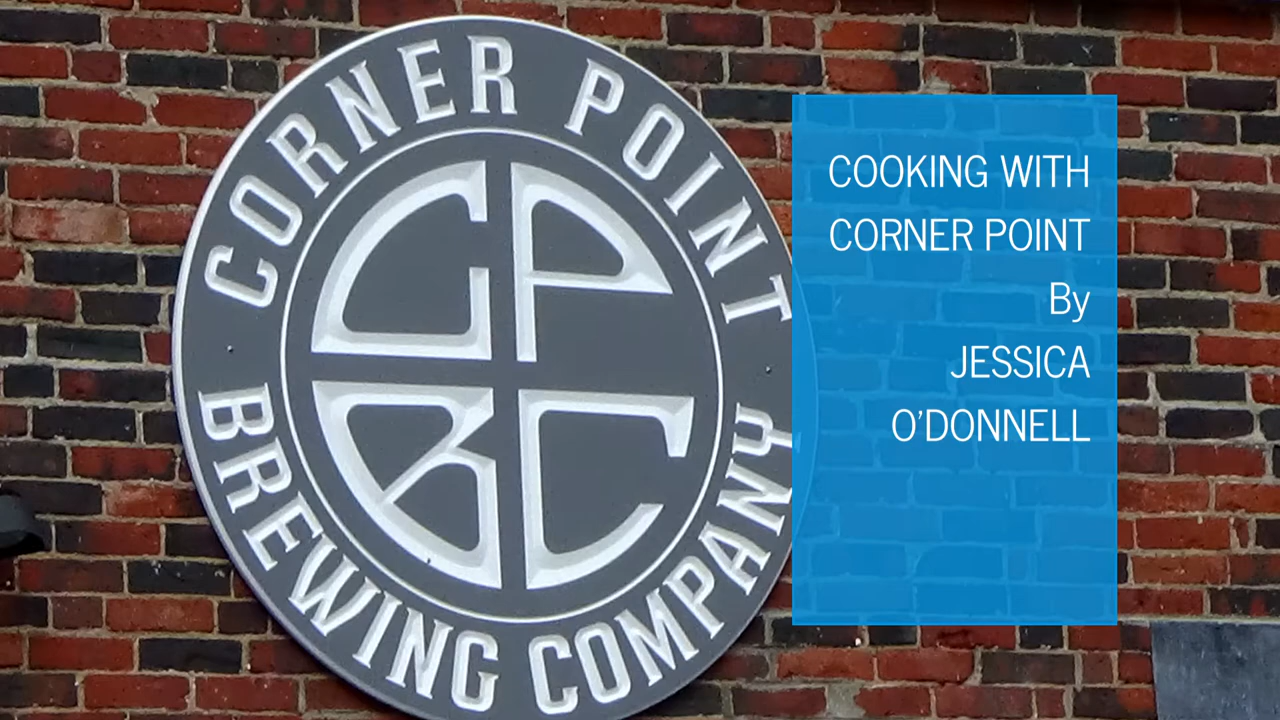 CORNER POINT
CPBC
BREWING COMPANY
COOKING WITH
CORNER POINT
By
JESSICA
O’DONNELL